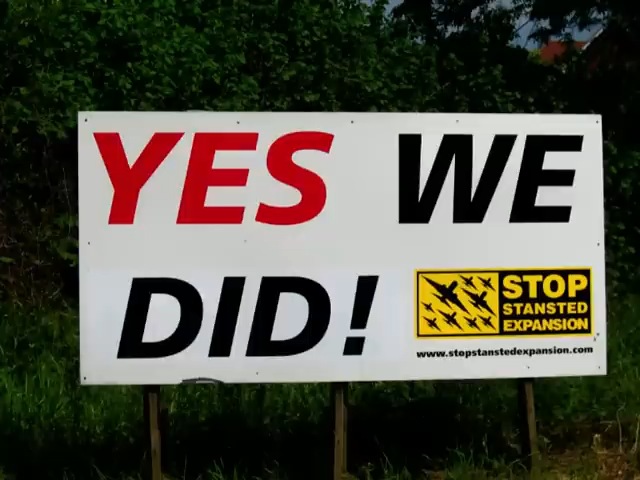 YES WE
DID!
STOP
STANSTED
EXPANSION
www.stopstanstedexpansion.com